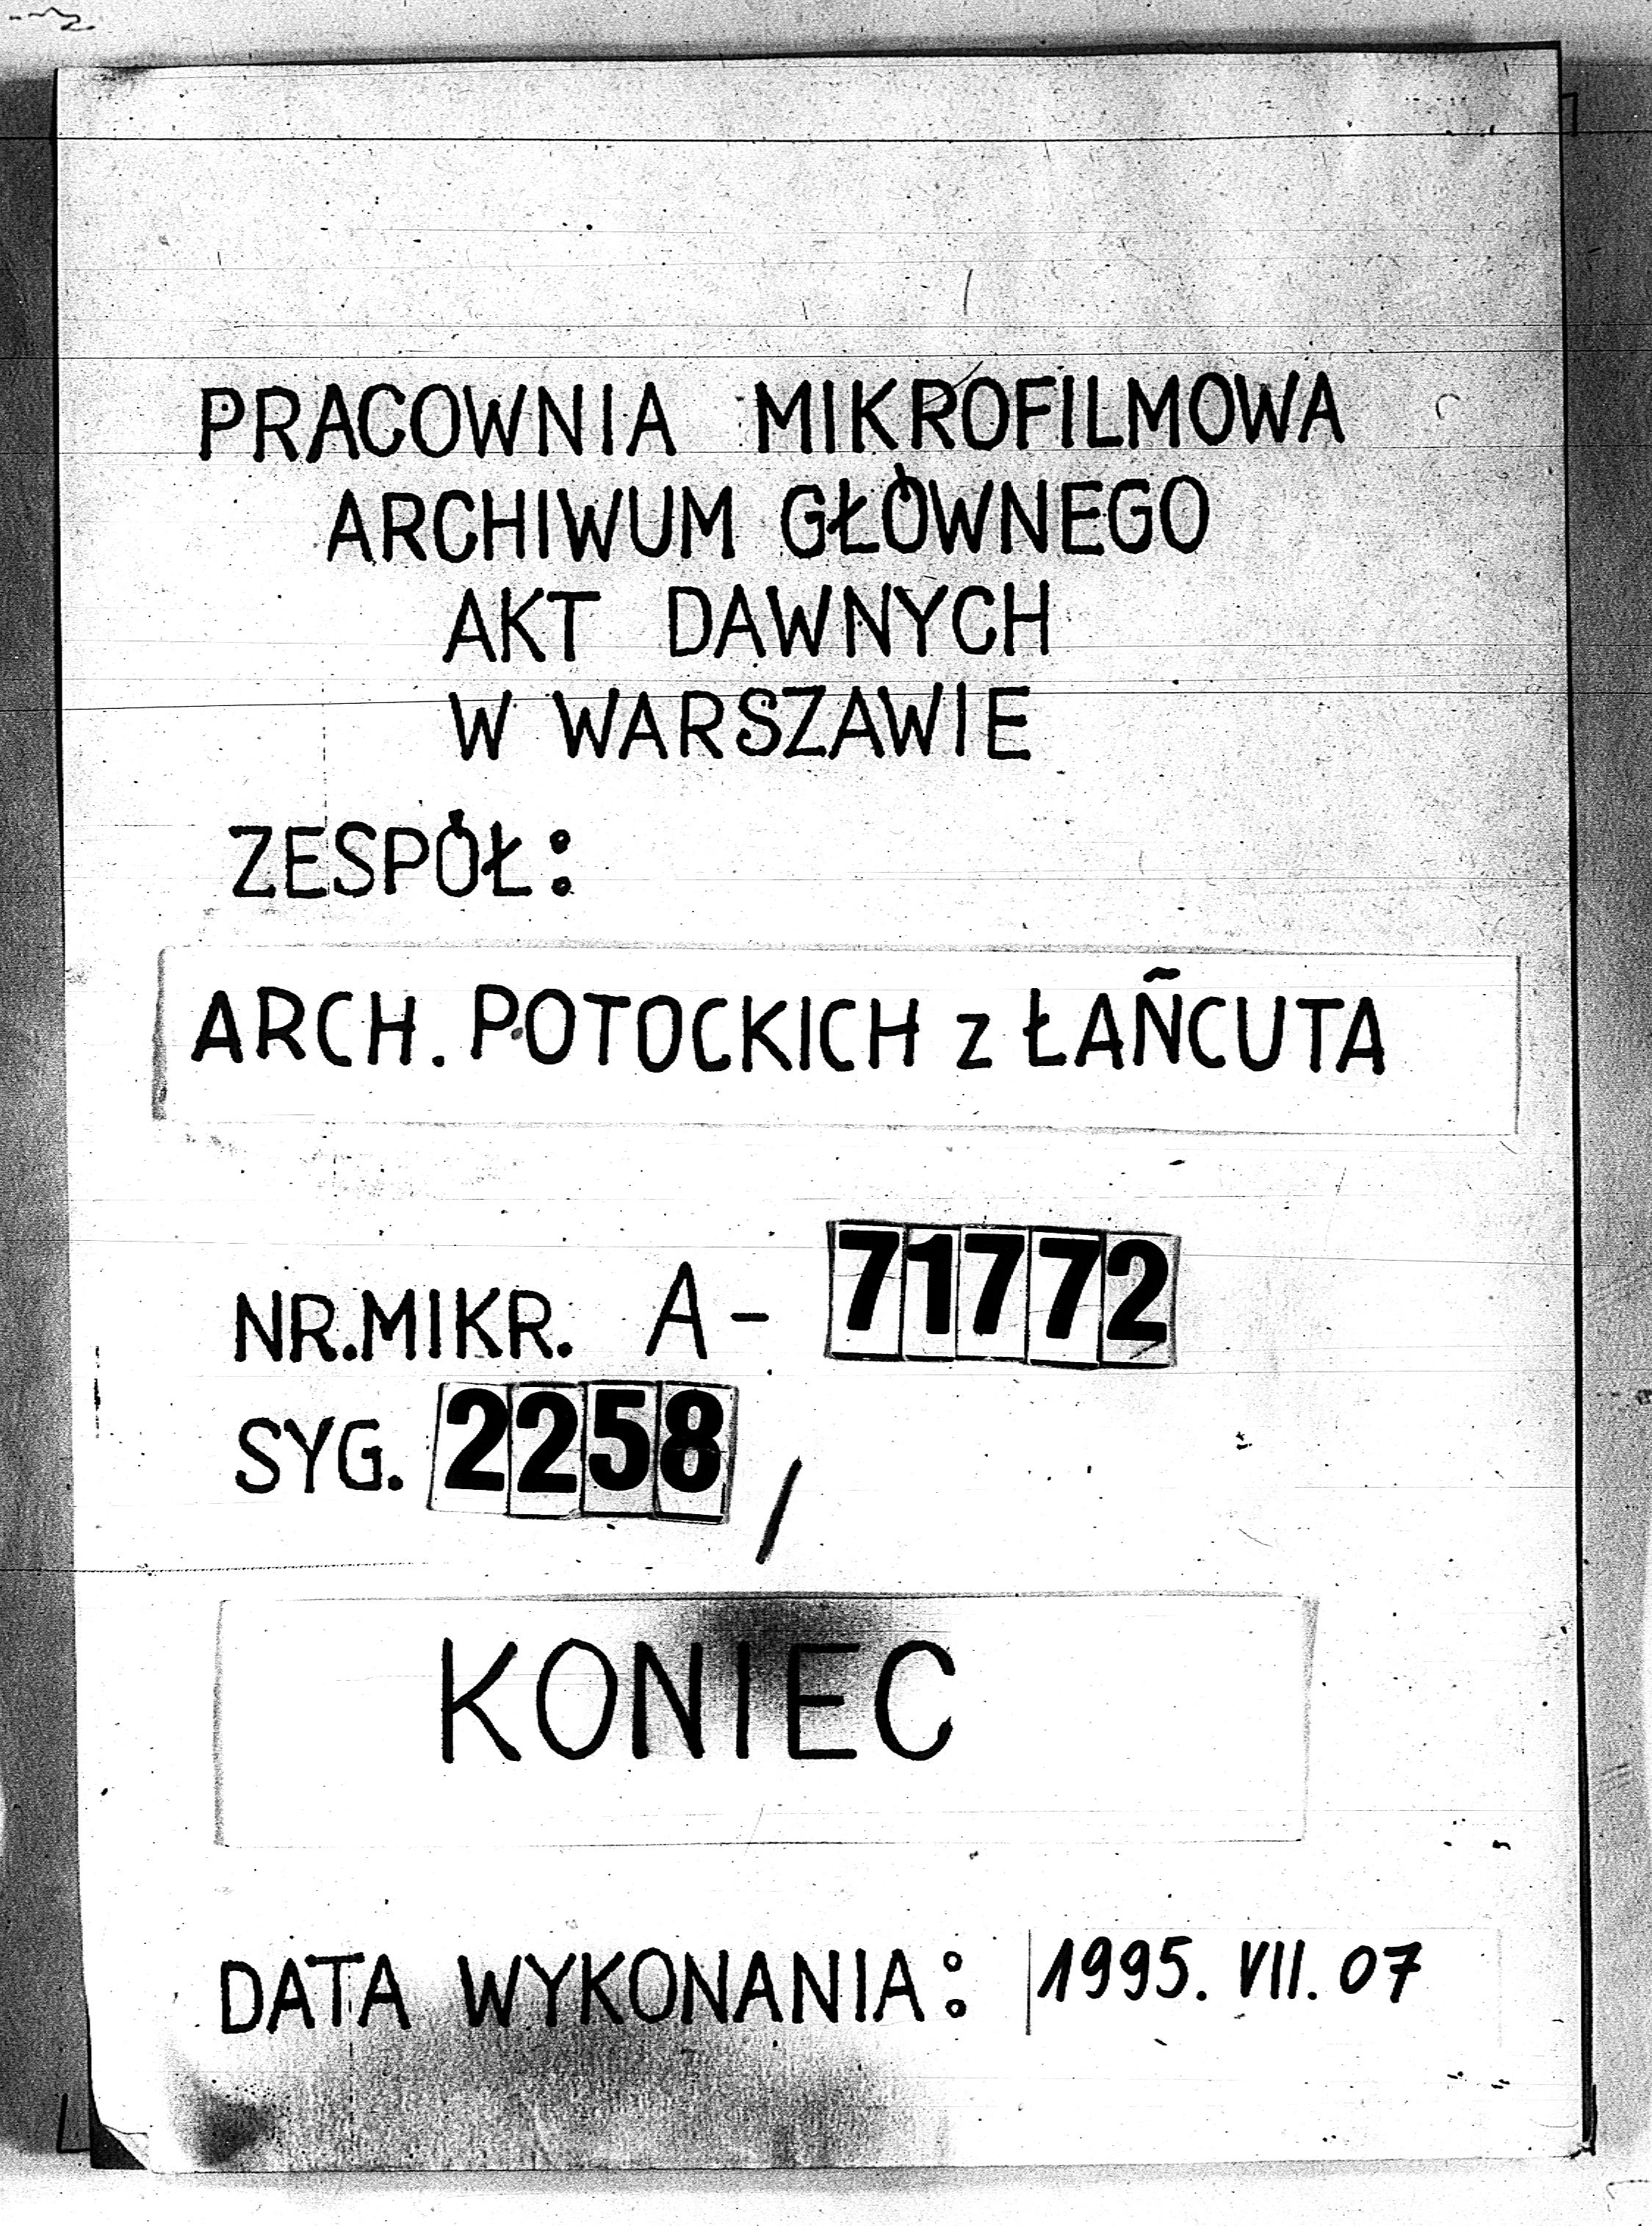 PRACOWNIA MIKROFILMOWA
ARCHIWUM GŁÓWNEGO
AKT DAWNYCH
W WARSZAWIE
ZESPÓŁ:
ARCH. POTOCKICH z ŁAŃCUTA
NR.MIKR. A- 71772
SYG. 2258/
KONIEC
DATA WYKONANIA: 1995. VII. 07